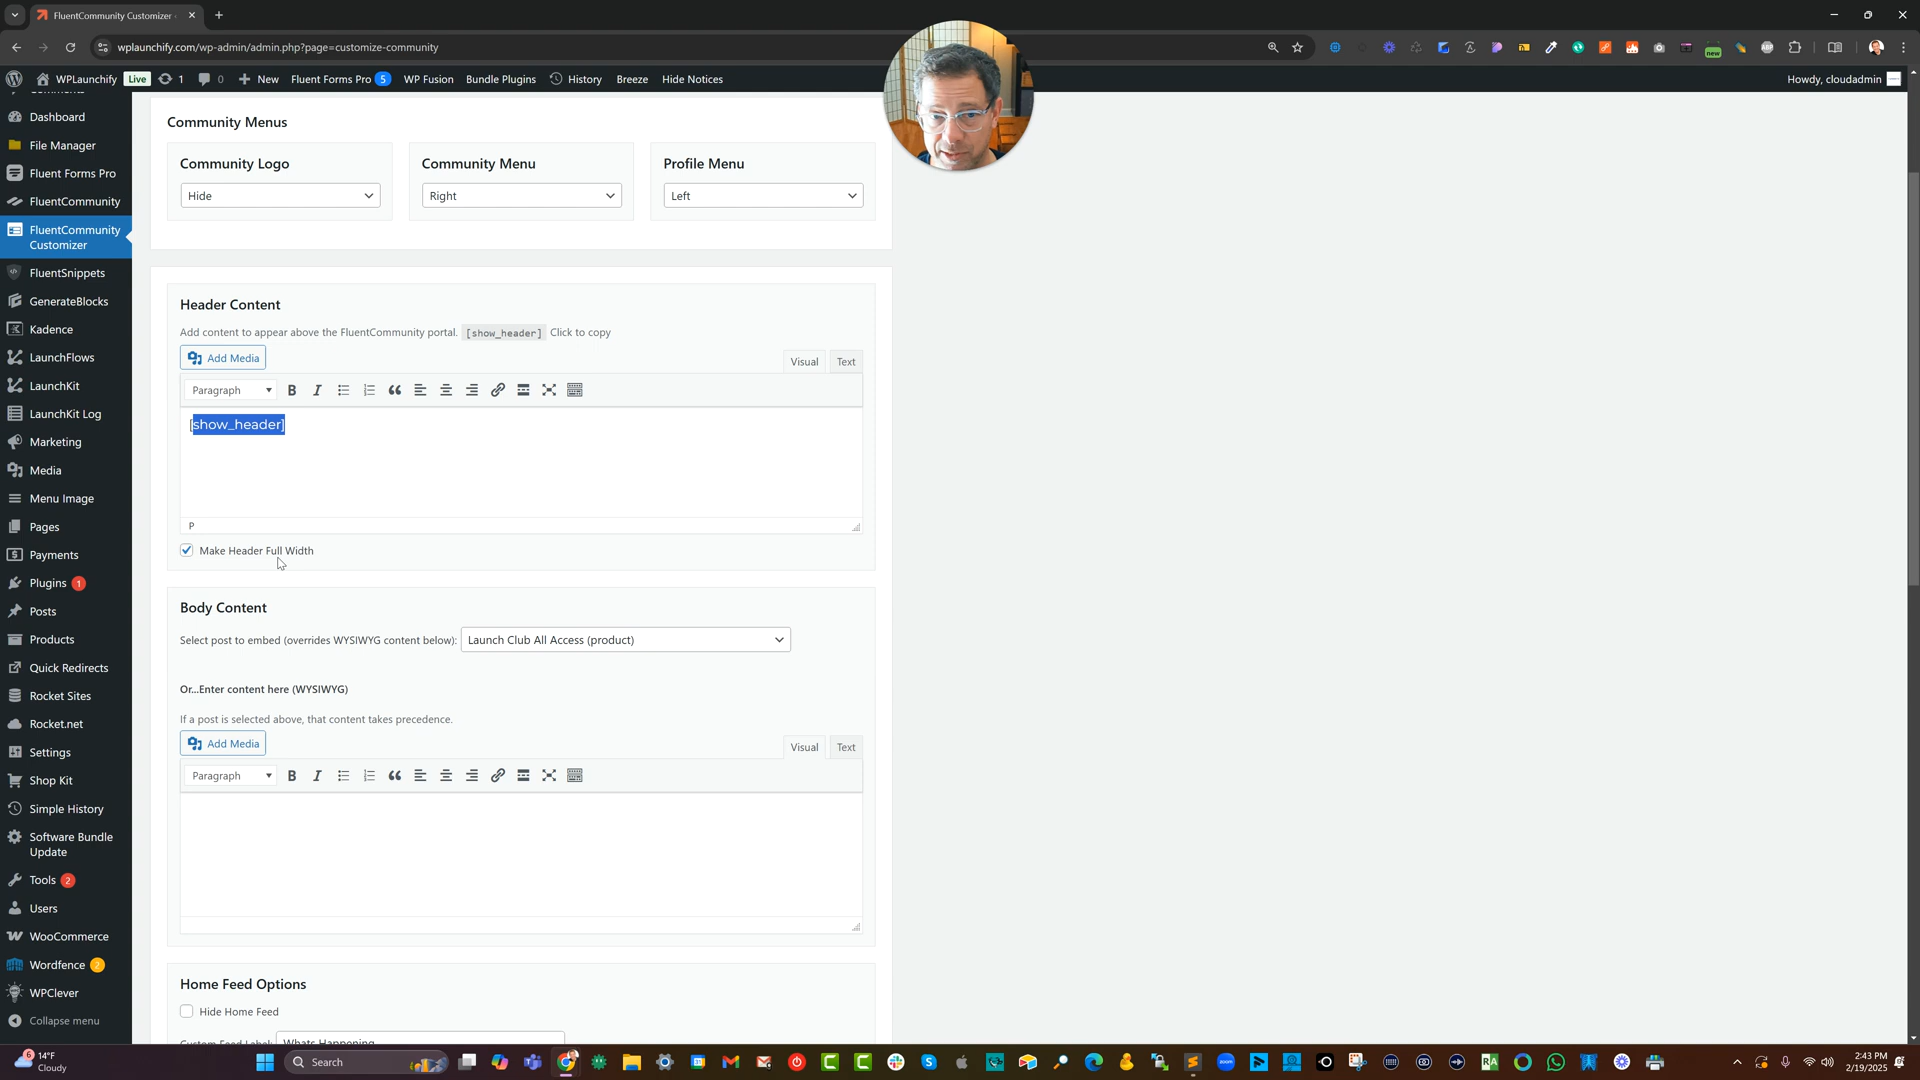 FluentCommunity Customizer
wplaunchify.com/wp-admin/admin.php?page=customize-community
new
WPLaunchify
Live
1
0
New
Fluent Forms Pro 5
WP Fusion
Bundle Plugins
History
Breeze
Hide Notices
Howdy, cloudadmin
Comments
Dashboard
File Manager
Fluent Forms Pro
FluentCommunity
FluentCommunity
Customizer
FluentSnippets
GenerateBlocks
Kadence
LaunchFlows
LaunchKit
LaunchKit Log
Marketing
Media
Menu Image
Pages
Payments
Plugins 1
Posts
Products
Quick Redirects
Rocket Sites
Rocket.net
Settings
Shop Kit
Simple History
Software Bundle
Update
Tools 2
Users
WooCommerce
Wordfence 2
WPClever
Collapse menu
Community Menus
Community Logo
Hide
Community Menu
Right
Profile Menu
Left
Header Content
Add content to appear above the FluentCommunity portal. [show_header] Click to copy
Add Media
Visual
Text
Paragraph
[show_header]
P
Make Header Full Width
Body Content
Select post to embed (overrides WYSIWYG content below): Launch Club All Access (product)
Or...Enter content here (WYSIWYG)
If a post is selected above, that content takes precedence.
Add Media
Visual
Text
Paragraph
Home Feed Options
Hide Home Feed
Custom Feed Label: Whats Happening
14°F
Cloudy
Search
2:43 PM
2/19/2025